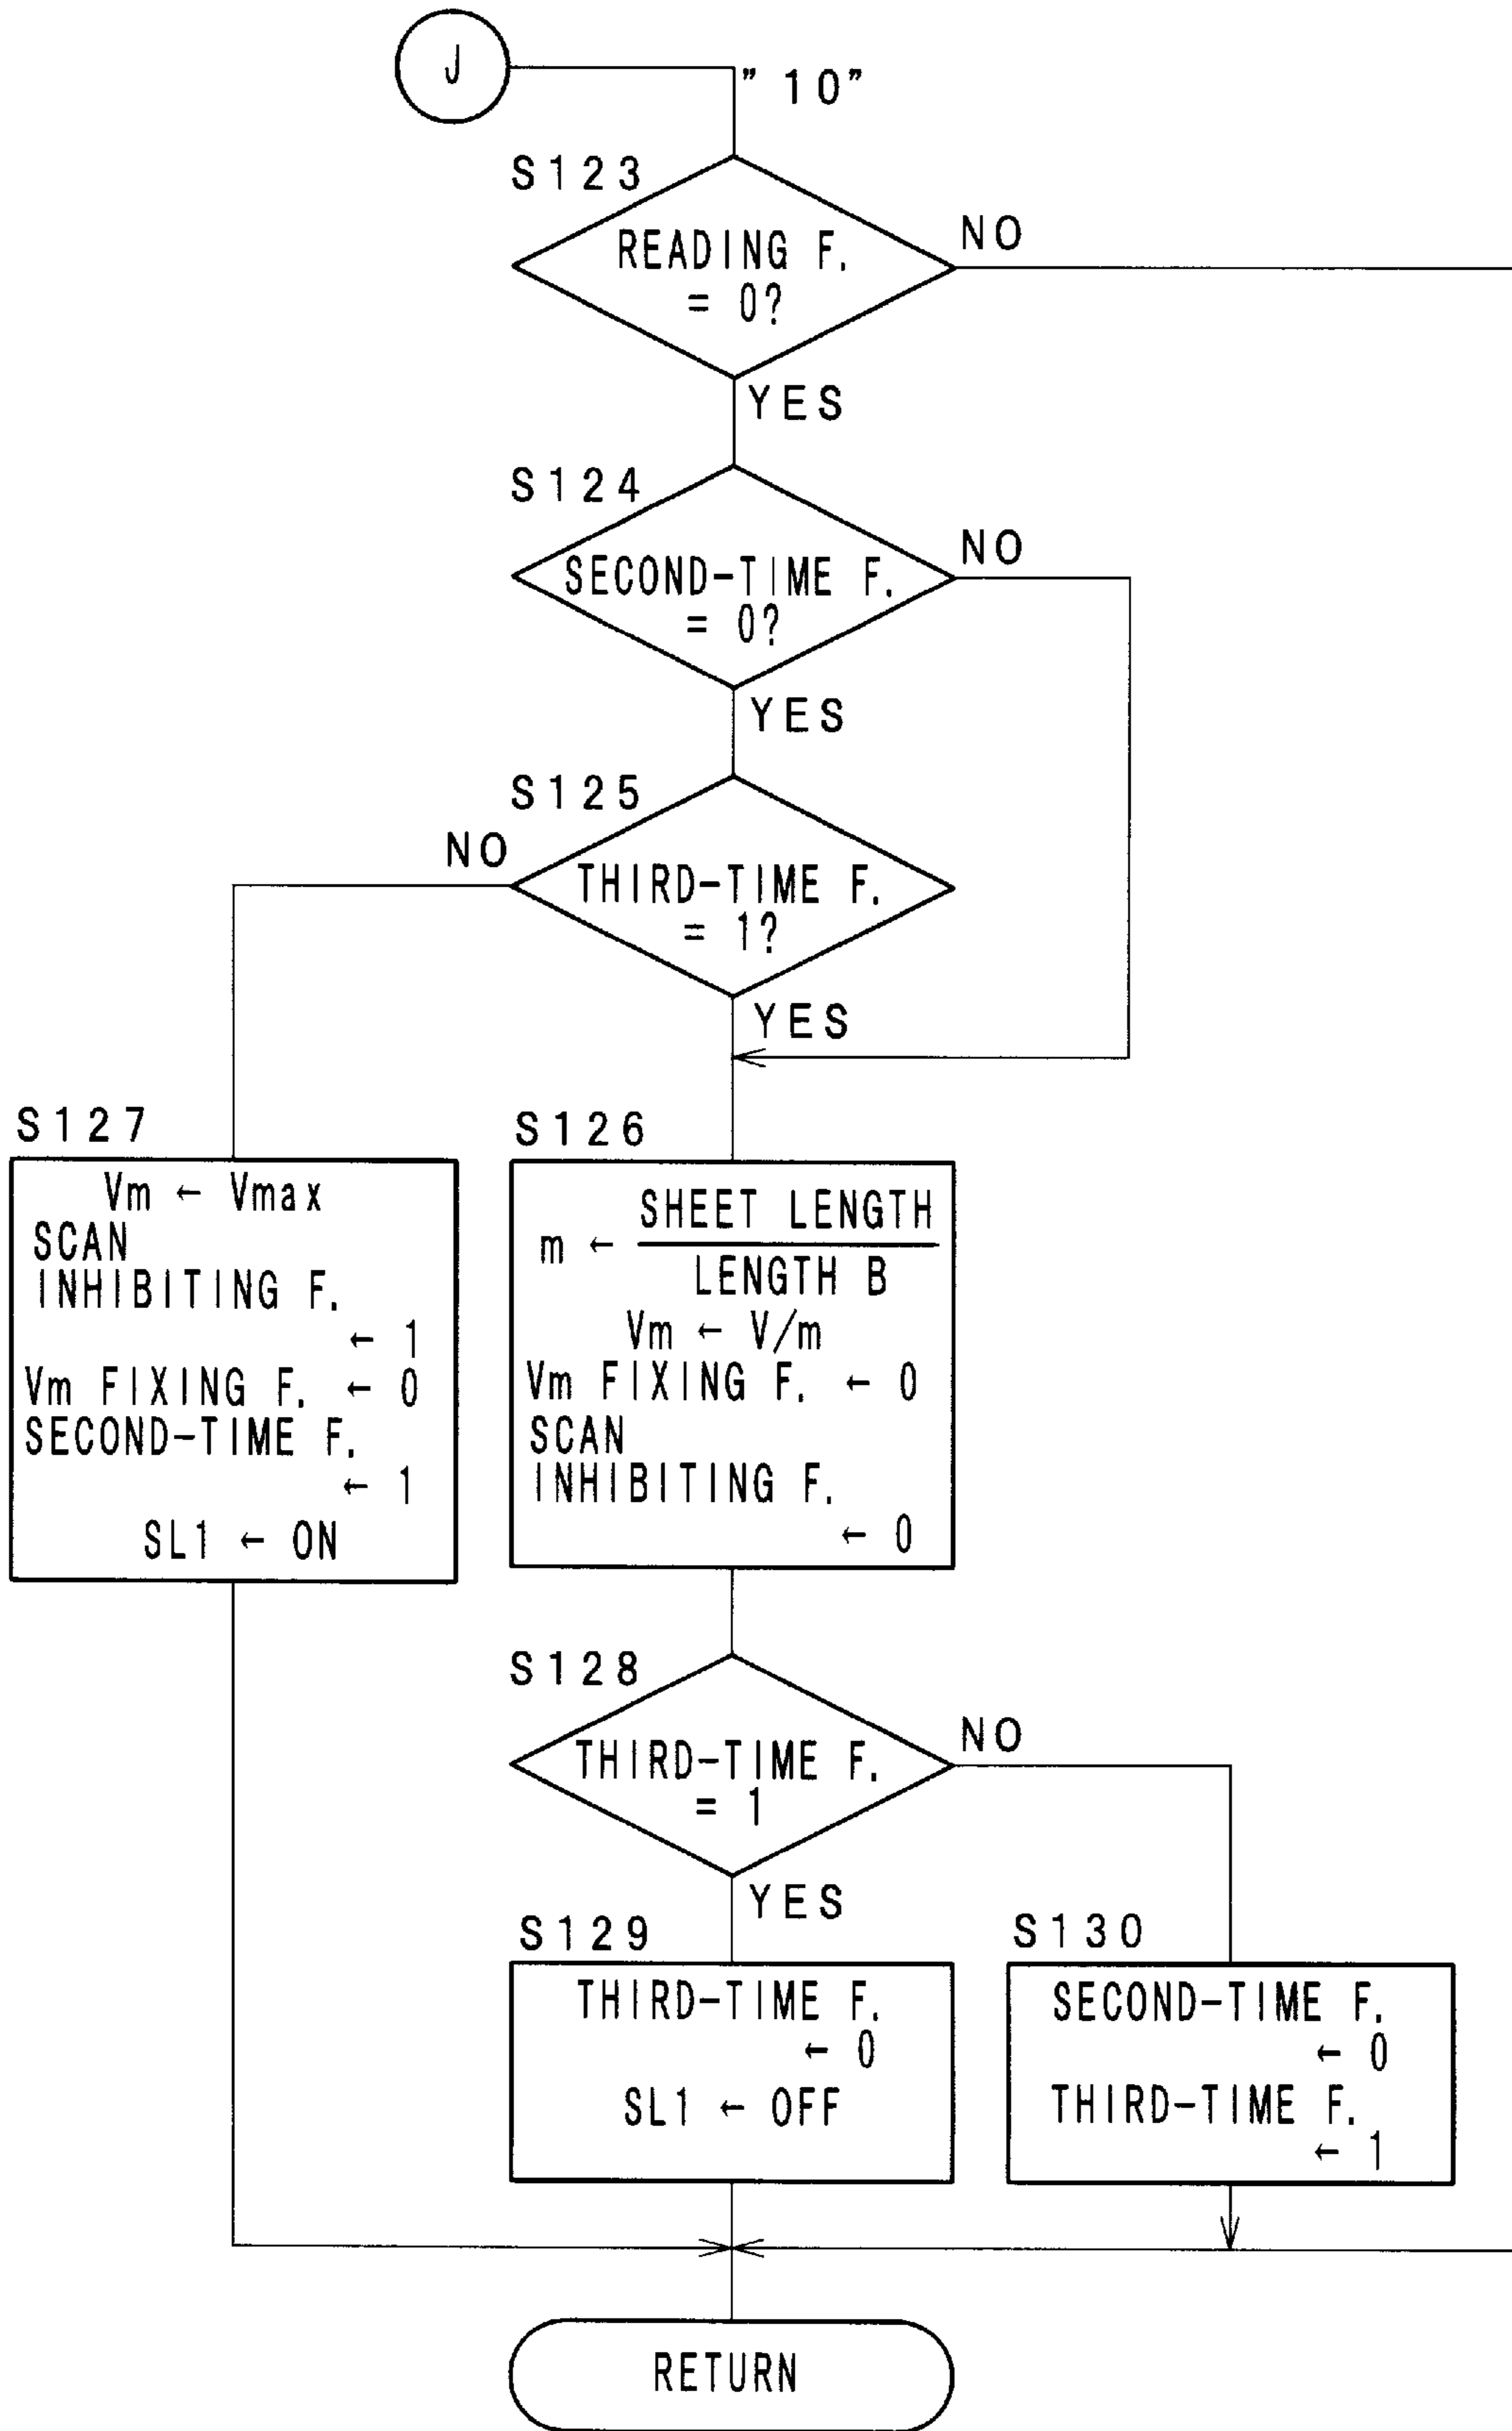 J
" 10"
S123
READING F.
= 0?
NO
YES
S124
SECOND-TIME F.
= 0?
NO
YES
S125
NO
THIRD-TIME F.
= 1?
YES
S127
Vm ← Vmax
SCAN
INHIBITING F.
← 1
Vm FIXING F. ← 0
SECOND-TIME F.
← 1
SL1 ← ON
S126
SHEET LENGTH
m ←
LENGTH B
Vm ← V/m
Vm FIXING F. ← 0
SCAN
INHIBITING F.
← 0
S128
THIRD-TIME F.
= 1
NO
YES
S129
THIRD-TIME F.
← 0
SL1 ← OFF
S130
SECOND-TIME F.
← 0
THIRD-TIME F.
← 1
RETURN